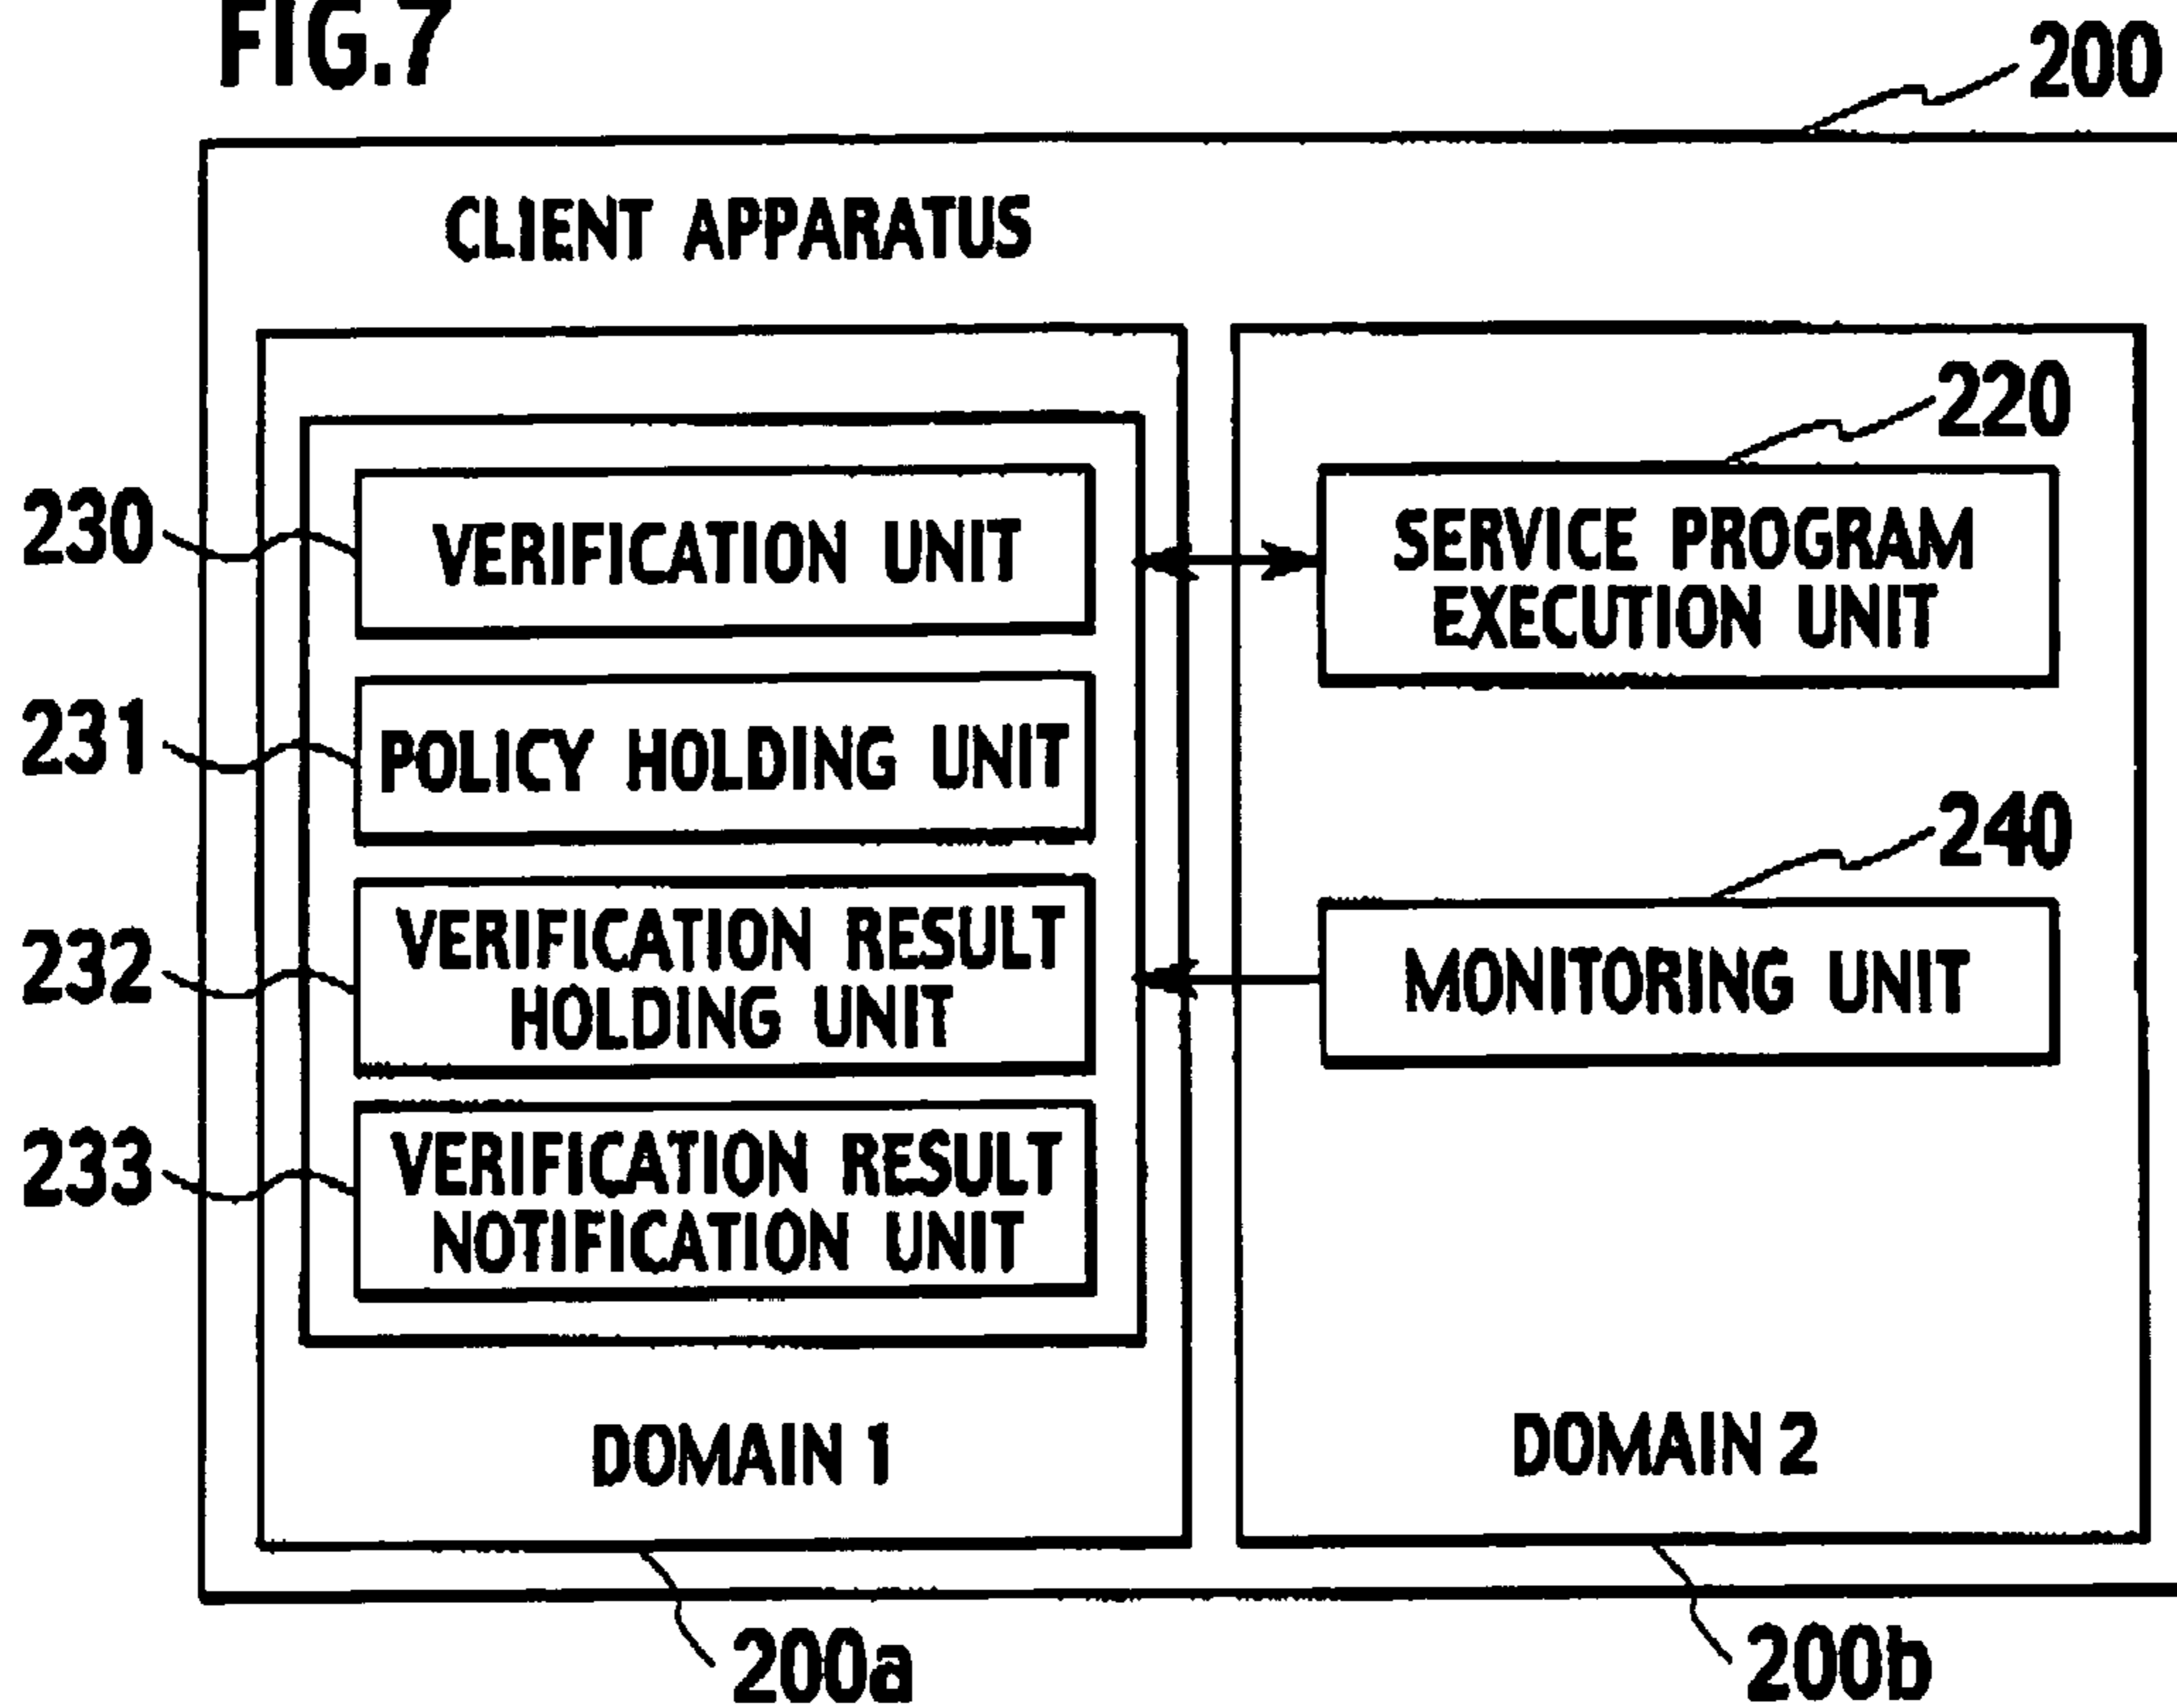 FIG.7
200
CLIENT APPARATUS
220
230
VERIFICATION UNIT
SERVICE PROGRAM
EXECUTION UNIT
231
POLICY HOLDING UNIT
240
232
VERIFICATION RESULT
HOLDING UNIT
MONITORING UNIT
233
VERIFICATION RESULT
NOTIFICATION UNIT
DOMAIN 1
DOMAIN 2
200a
200b